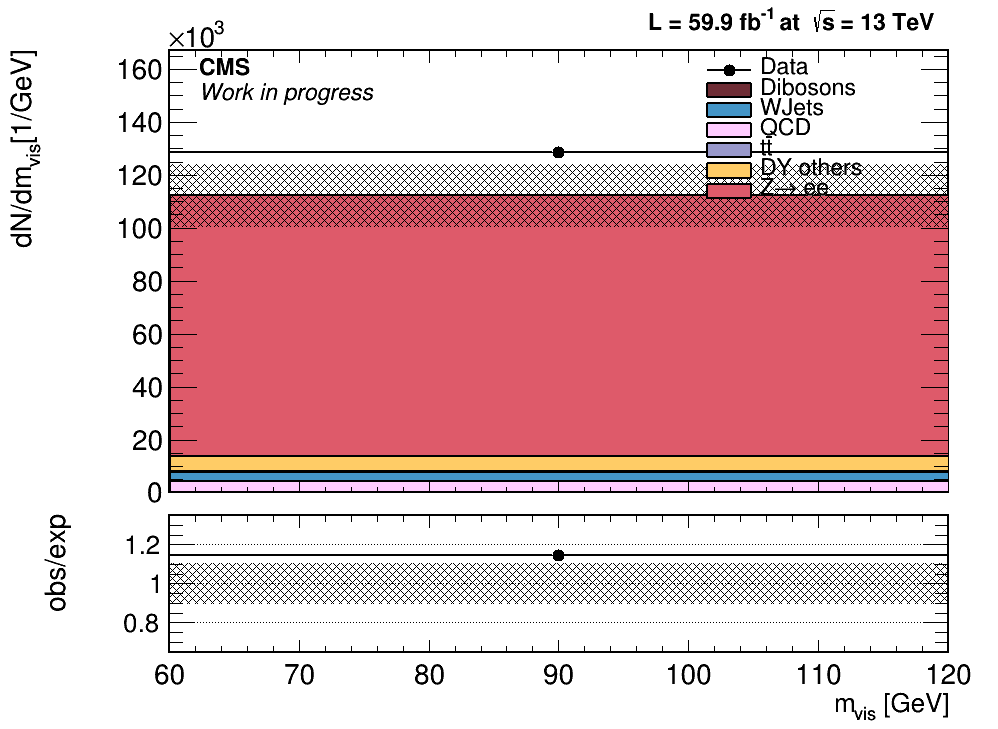 L = 59.9 fb⁻¹ at √s = 13 TeV
×10³
dN/dm_vis[1/GeV]
160
140
120
100
80
60
40
20
0
CMS
Work in progress
Data
Dibosons
WJets
QCD
tt̄
DY others
Z→ ee
obs/exp
1.2
1
0.8
60 70 80 90 100 110 120
m_vis [GeV]